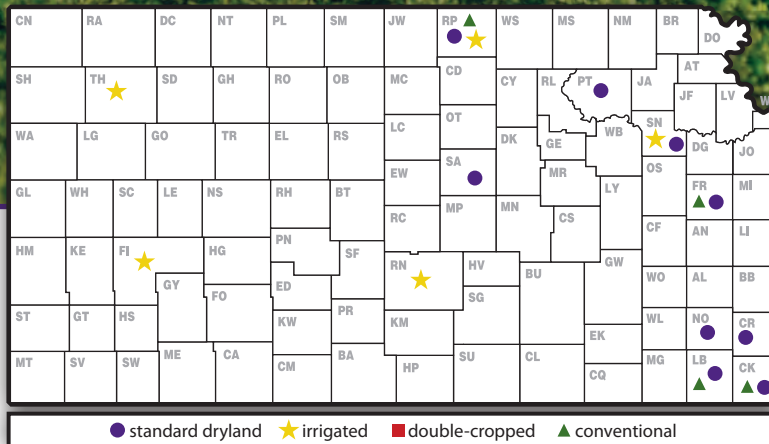 CN RA DC NT PL SM JW RP WS MS NM BR DO
SH TH SD GH RO OB MC CD CY RL PT JA AT
JF LV
WA LG GO TR EL RS LC OT DK GE WB SN DG JO
EW SA MR OS
GL WH SC LE NS RH BT RC MP MN CS LY FR MI
HM KE FI HG PN SF RN HV BU GW CF AN LI
GY FO ED SG WO AL BB
ST GT HS KW PR KM EK WL NO CR
MT SV SW ME CA CM BA HP SU CL CQ MG LB CK
standard dryland irrigated double-cropped conventional